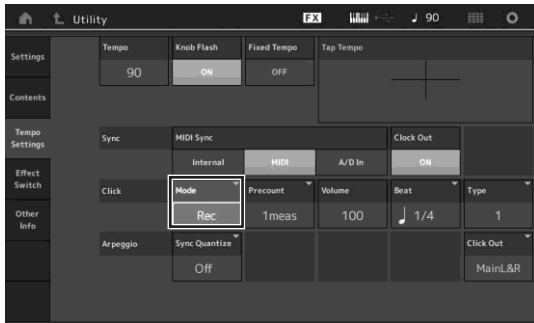 Utility
FX
90
Settings
Contents
Tempo
Settings
Effect
Switch
Other
Info
Tempo
90
Knob Flash
ON
Fixed Tempo
OFF
Tap Tempo
Sync
MIDI Sync
Internal
MIDI
A/D In
Clock Out
ON
Click
Mode
Rec
Precount
1meas
Volume
100
Beat
1/4
Type
1
Arpeggio
Sync Quantize
Off
Click Out
MainL&R